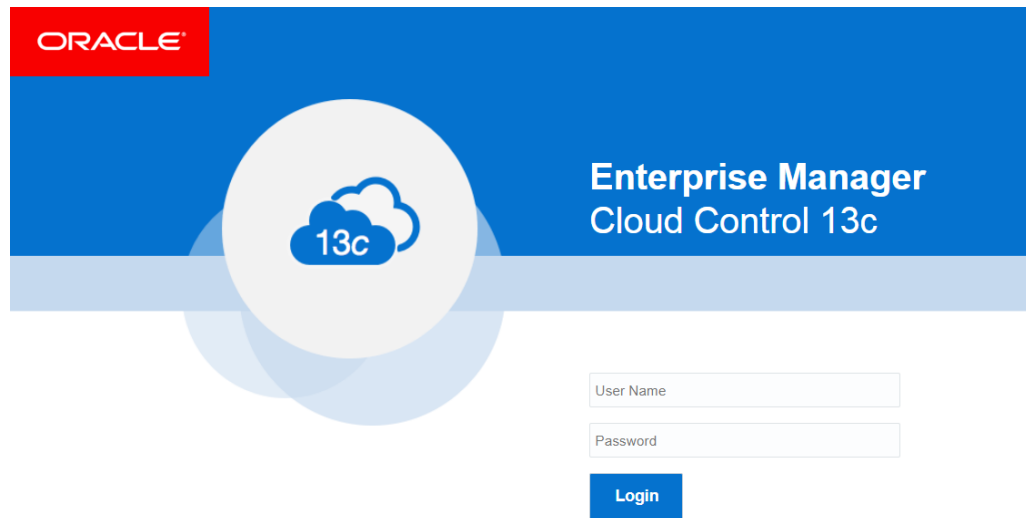 ORACLE®
13c
Enterprise Manager
Cloud Control 13c
User Name
Password
Login